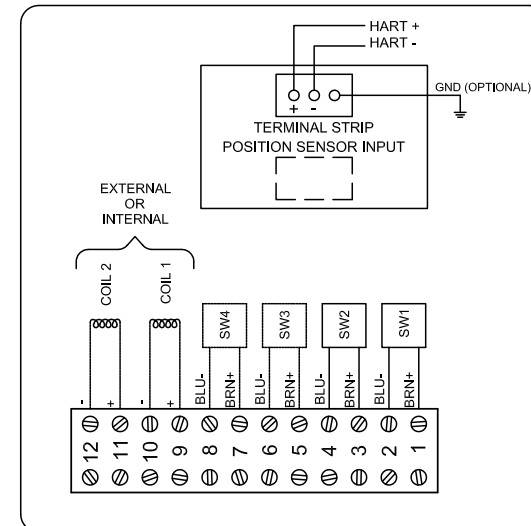 HART +
HART -
GND (OPTIONAL)
+ -
TERMINAL STRIP
POSITION SENSOR INPUT
EXTERNAL
OR
INTERNAL
COIL 2
COIL 1
SW4
SW3
SW2
SW1
- + - + BLU- BRN+ BLU- BRN+ BLU- BRN+ BLU- BRN+
12 11 10 9 8 7 6 5 4 3 2 1